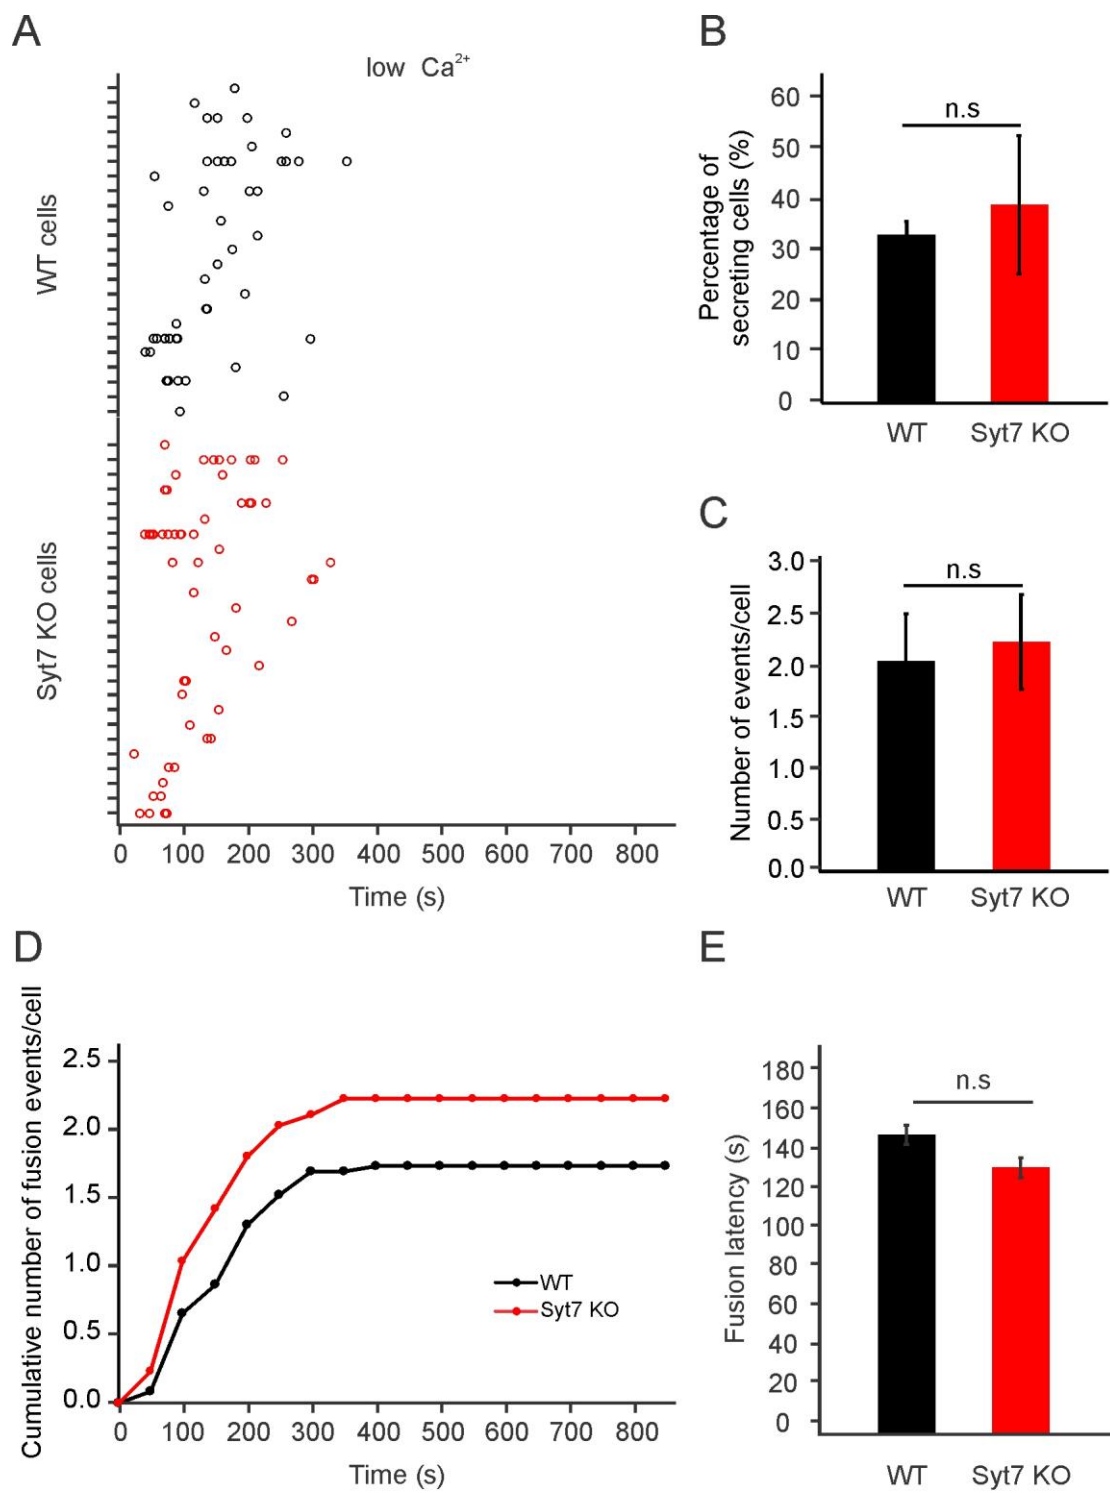 A
low Ca²⁺
WT cells
Syt7 KO cells
0 100 200 300 400 500 600 700 800
Time (s)
B
Percentage of
secreting cells (%)
60
50
40
30
20
10
0
n.s
WT Syt7 KO
C
Number of events/cell
3.0
2.5
2.0
1.5
1.0
0.5
0.0
n.s
WT Syt7 KO
D
Cumulative number of fusion events/cell
2.5
2.0
1.5
1.0
0.5
0.0
WT
Syt7 KO
0 100 200 300 400 500 600 700 800
Time (s)
E
Fusion latency (s)
180
160
140
120
100
80
60
40
20
0
n.s
WT Syt7 KO